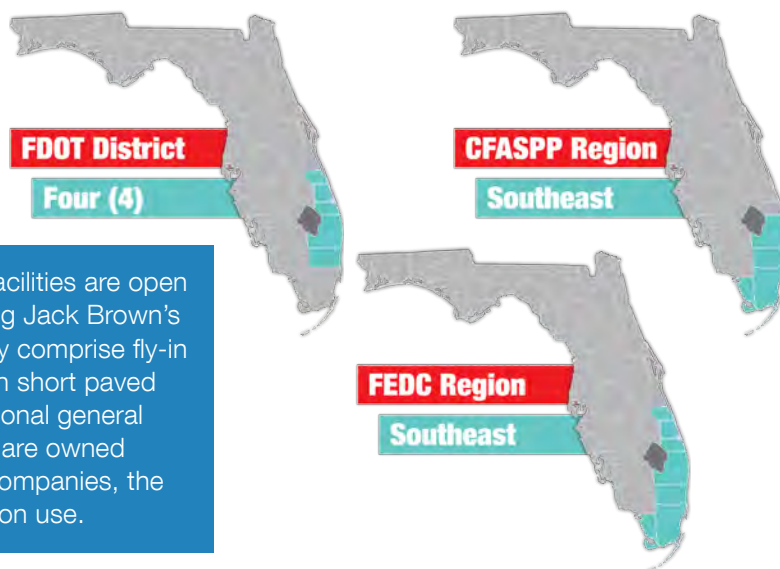 FDOT District
Four (4)
CFASPP Region
Southeast
acilities are open
g Jack Brown’s
y comprise fly-in
n short paved
ional general
are owned
ompanies, the
on use.
FEDC Region
Southeast